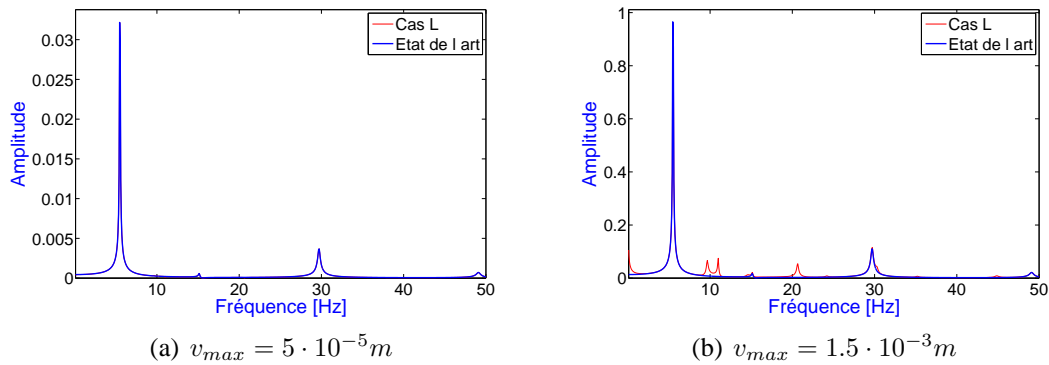 Cas L
Etat de l art
0.03
0.025
0.02
0.015
0.01
0.005
0
10
20
30
40
50
Amplitude
Fréquence [Hz]
(a) $v_{max} = 5 \cdot 10^{-5}m$
Cas L
Etat de l art
1
0.8
0.6
0.4
0.2
0
10
20
30
40
50
Amplitude
Fréquence [Hz]
(b) $v_{max} = 1.5 \cdot 10^{-3}m$